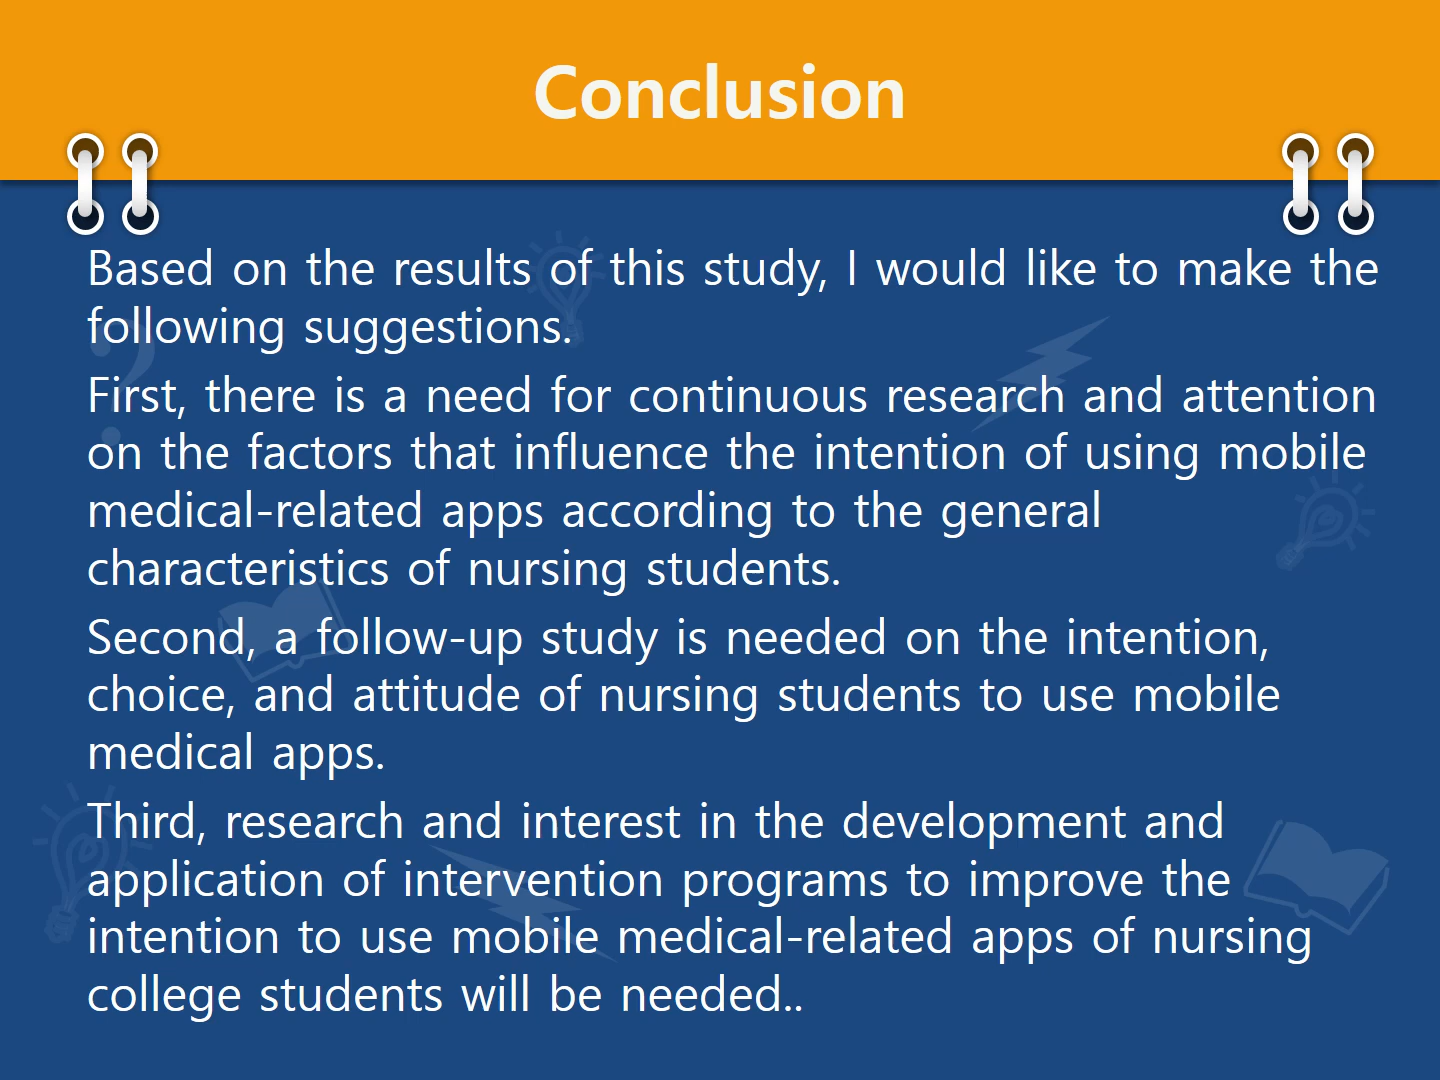 Conclusion
Based on the results of this study, I would like to make the
following suggestions.
First, there is a need for continuous research and attention
on the factors that influence the intention of using mobile
medical-related apps according to the general
characteristics of nursing students.
Second, a follow-up study is needed on the intention,
choice, and attitude of nursing students to use mobile
medical apps.
Third, research and interest in the development and
application of intervention programs to improve the
intention to use mobile medical-related apps of nursing
college students will be needed..